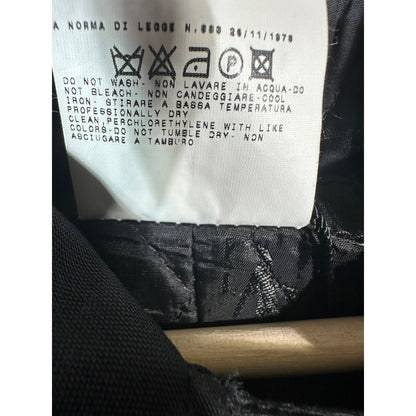 A NORMA DI LEGGE N.883 26/11/1973
P
DO NOT WASH- NON LAVARE IN ACQUA-DO
NOT BLEACH- NON CANDEGGIARE-COOL
IRON- STIRARE A BASSA TEMPERATURA
PROFESSIONALLY DRY
CLEAN,PERCHLORETHYLENE WITH LIKE
COLORS-DO NOT TUMBLE DRY- NON
ASCIUGARE A TAMBURO